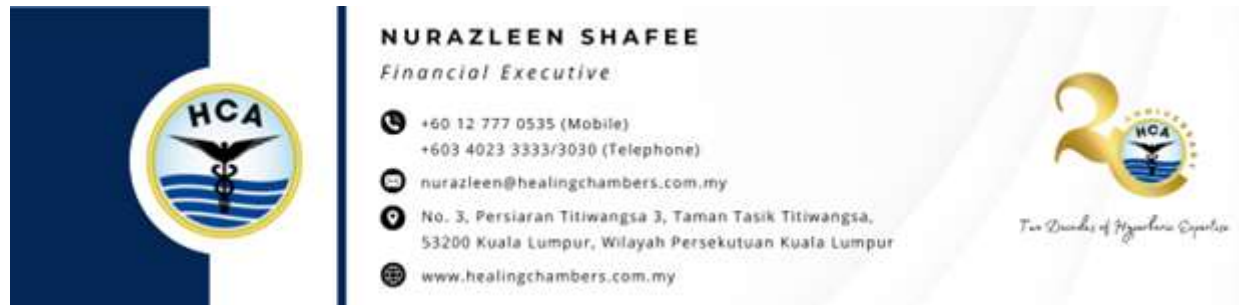 HCA
NURAZLEEN SHAFEE
Financial Executive
+60 12 777 0535 (Mobile)
+603 4023 3333/3030 (Telephone)
nurazleen@healingchambers.com.my
No. 3, Persiaran Titiwangsa 3, Taman Tasik Titiwangsa,
53200 Kuala Lumpur, Wilayah Persekutuan Kuala Lumpur
www.healingchambers.com.my
20
ANNIVERSARY
HCA
Two Decades of Hyperbaric Expertise